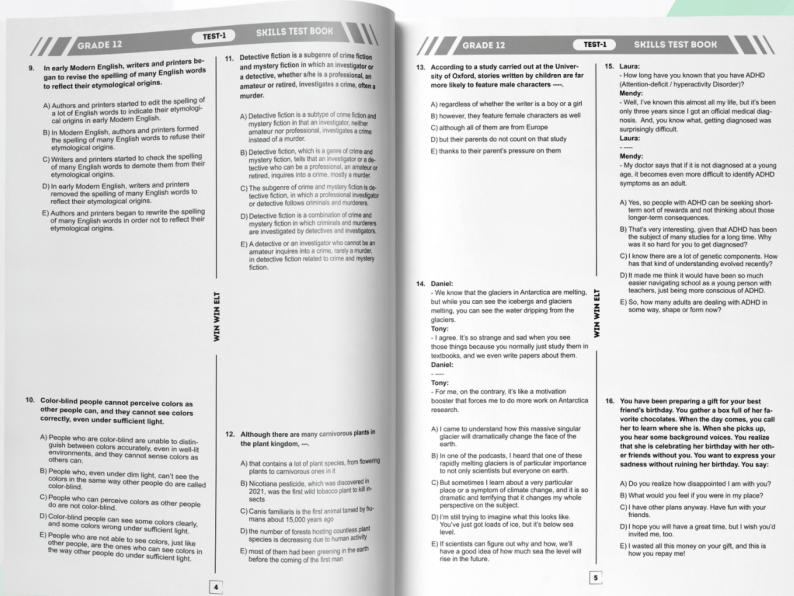 GRADE 12
TEST-1
SKILLS TEST BOOK
9. In early Modern English, writers and printers be-
gan to revise the spelling of many English words
to reflect their etymological origins.
A) Authors and printers started to edit the spelling of
a lot of English words to indicate their etymologi-
cal origins in early Modern English.
B) In Modern English, authors and printers formed
the spelling of many English words to refuse their
etymological origins.
C) Writers and printers started to check the spelling
of many English words to demote them from their
etymological origins.
D) In early Modern English, writers and printers
removed the spelling of many English words to
reflect their etymological origins.
E) Authors and printers began to rewrite the spelling
of many English words in order not to reflect their
etymological origins.
10. Color-blind people cannot perceive colors as
other people can, and they cannot see colors
correctly, even under sufficient light.
A) People who are color-blind are unable to distin-
guish between colors accurately, even in well-lit
environments, and they cannot sense colors as
others can.
B) People who, even under dim light, can't see the
colors in the same way other people do are called
color-blind.
C) People who can perceive colors as other people
do are not color-blind.
D) Color-blind people can see some colors clearly,
and some colors wrong under sufficient light.
E) People who are not able to see colors, just like
other people, are the ones who can see colors in
the way other people do under sufficient light.
WIN WIN ELT
11. Detective fiction is a subgenre of crime fiction
and mystery fiction in which an investigator or
a detective, whether s/he is a professional, an
amateur or retired, investigates a crime, often a
murder.
A) Detective fiction is a subtype of crime fiction and
mystery fiction in that an investigator, neither
amateur nor professional, investigates a crime
instead of a murder.
B) Detective fiction, which is a genre of crime and
mystery fiction, tells that an investigator or a de-
tective who can be a professional, an amateur or
retired, inquires into a crime, mostly a murder.
C) The subgenre of crime and mystery fiction is de-
tective fiction, in which a professional investigator
or detective follows criminals and murderers.
D) Detective fiction is a combination of crime and
mystery fiction in which criminals and murderers
are investigated by detectives and investigators.
E) A detective or an investigator who cannot be an
amateur inquires into a crime, rarely a murder,
in detective fiction related to crime and mystery
fiction.
12. Although there are many carnivorous plants in
the plant kingdom, ---.
A) that contains a lot of plant species, from flowering
plants to carnivorous ones in it
B) Nicotiana pesticide, which was discovered in
2021, was the first wild tobacco plant to kill in-
sects
C) Canis familiaris is the first animal tamed by hu-
mans about 15,000 years ago
D) the number of forests hosting countless plant
species is decreasing due to human activity
E) most of them had been greening in the earth
before the coming of the first man
4
GRADE 12
TEST-1
SKILLS TEST BOOK
13. According to a study carried out at the Univer-
sity of Oxford, stories written by children are far
more likely to feature male characters ----.
A) regardless of whether the writer is a boy or a girl
B) however, they feature female characters as well
C) although all of them are from Europe
D) but their parents do not count on that study
E) thanks to their parent's pressure on them
14. Daniel:
- We know that the glaciers in Antarctica are melting,
but while you can see the icebergs and glaciers
melting, you can see the water dripping from the
glaciers.
Tony:
- I agree. It's so strange and sad when you see
those things because you normally just study them in
textbooks, and we even write papers about them.
Daniel:
- ----
Tony:
- For me, on the contrary, it's like a motivation
booster that forces me to do more work on Antarctica
research.
A) I came to understand how this massive singular
glacier will dramatically change the face of the
earth.
B) In one of the podcasts, I heard that one of these
rapidly melting glaciers is of particular importance
to not only scientists but everyone on earth.
C) But sometimes I learn about a very particular
place or a symptom of climate change, and it is so
dramatic and terrifying that it changes my whole
perspective on the subject.
D) I'm still trying to imagine what this looks like.
You've just got loads of ice, but it's below sea
level.
E) If scientists can figure out why and how, we'll
have a good idea of how much sea the level will
rise in the future.
WIN WIN ELT
15. Laura:
- How long have you known that you have ADHD
(Attention-deficit / hyperactivity Disorder)?
Mendy:
- Well, I've known this almost all my life, but it's been
only three years since I got an official medical diag-
nosis. And, you know what, getting diagnosed was
surprisingly difficult.
Laura:
- ----
Mendy:
- My doctor says that if it is not diagnosed at a young
age, it becomes even more difficult to identify ADHD
symptoms as an adult.
A) Yes, so people with ADHD can be seeking short-
term sort of rewards and not thinking about those
longer-term consequences.
B) That's very interesting, given that ADHD has been
the subject of many studies for a long time. Why
was it so hard for you to get diagnosed?
C) I know there are a lot of genetic components. How
has that kind of understanding evolved recently?
D) It made me think it would have been so much
easier navigating school as a young person with
teachers, just being more conscious of ADHD.
E) So, how many adults are dealing with ADHD in
some way, shape or form now?
16. You have been preparing a gift for your best
friend's birthday. You gather a box full of her fa-
vorite chocolates. When the day comes, you call
her to learn where she is. When she picks up,
you hear some background voices. You realize
that she is celebrating her birthday with her oth-
er friends without you. You want to express your
sadness without ruining her birthday. You say:
A) Do you realize how disappointed I am with you?
B) What would you feel if you were in my place?
C) I have other plans anyway. Have fun with your
friends.
D) I hope you will have a great time, but I wish you'd
invited me, too.
E) I wasted all this money on your gift, and this is
how you repay me!
5